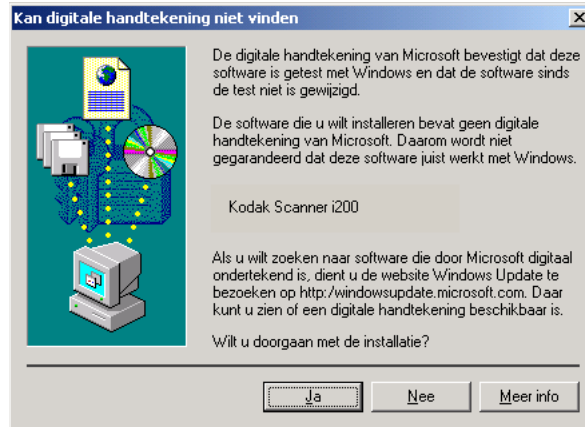 Kan digitale handtekening niet vinden
De digitale handtekening van Microsoft bevestigt dat deze
software is getest met Windows en dat de software sinds
de test niet is gewijzigd.
De software die u wilt installeren bevat geen digitale
handtekening van Microsoft. Daarom wordt niet
gegarandeerd dat deze software juist werkt met Windows.
Kodak Scanner i200
Als u wilt zoeken naar software die door Microsoft digitaal
ondertekend is, dient u de website Windows Update te
bezoeken op http:/windowsupdate.microsoft.com. Daar
kunt u zien of een digitale handtekening beschikbaar is.
Wilt u doorgaan met de installatie?
Ja Nee Meer info